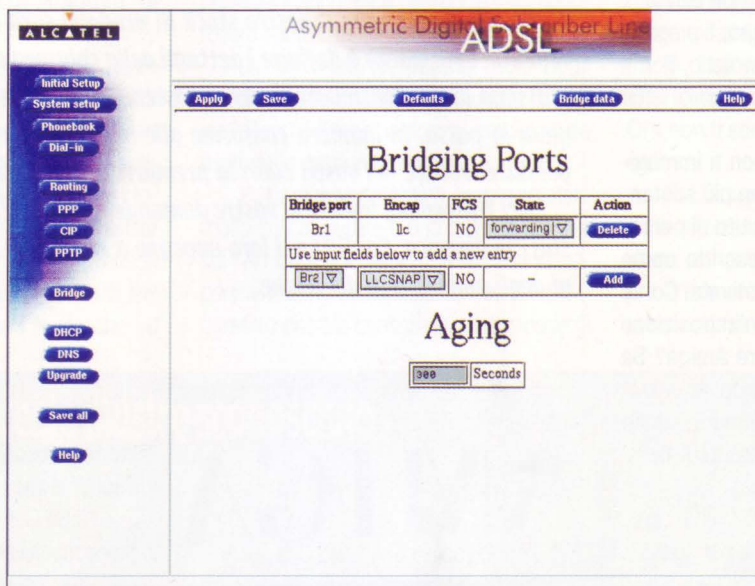 ALCATEL
Asymmetric Digital Subscriber Line
ADSL
Initial Setup
System setup
Phonebook
Dial-in
Routing
PPP
CIP
PPTP
Bridge
DHCP
DNS
Upgrade
Save all
Help
Apply Save Defaults Bridge data Help
Bridging Ports
Bridge port Encap FCS State Action
Br1 llc NO forwarding Delete
Use input fields below to add a new entry
Br2 LLCSNAP NO – Add
Aging
300 Seconds